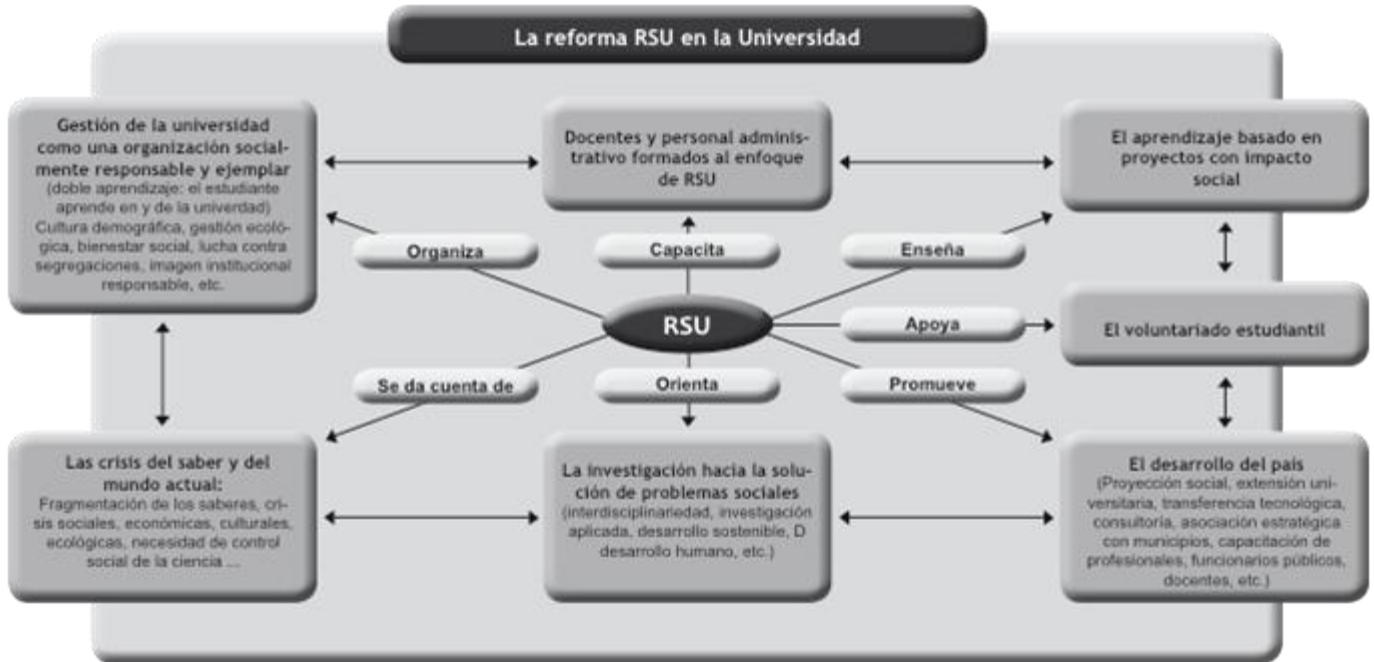 La reforma RSU en la Universidad
Gestión de la universidad
como una organización social-
mente responsable y ejemplar
(doble aprendizaje: el estudiante
aprende en y de la univerdad)
Cultura demográfica, gestión ecoló-
gica, bienestar social, lucha contra
segregaciones, imagen institucional
responsable, etc.
Docentes y personal adminis-
trativo formados al enfoque
de RSU
El aprendizaje basado en
proyectos con impacto
social
Organiza
Capacita
Enseña
RSU
Apoya
El voluntariado estudiantil
Se da cuenta de
Orienta
Promueve
Las crisis del saber y del
mundo actual:
Fragmentación de los saberes, cri-
sis sociales, económicas, culturales,
ecológicas, necesidad de control
social de la ciencia ...
La investigación hacia la solu-
ción de problemas sociales
(interdisciplinariedad, investigación
aplicada, desarrollo sostenible, D
desarrollo humano, etc.)
El desarrollo del país
(Proyección social, extensión uni-
versitaria, transferencia tecnológica,
consultoría, asociación estratégica
con municipios, capacitación de
profesionales, funcionarios públicos,
docentes, etc.)